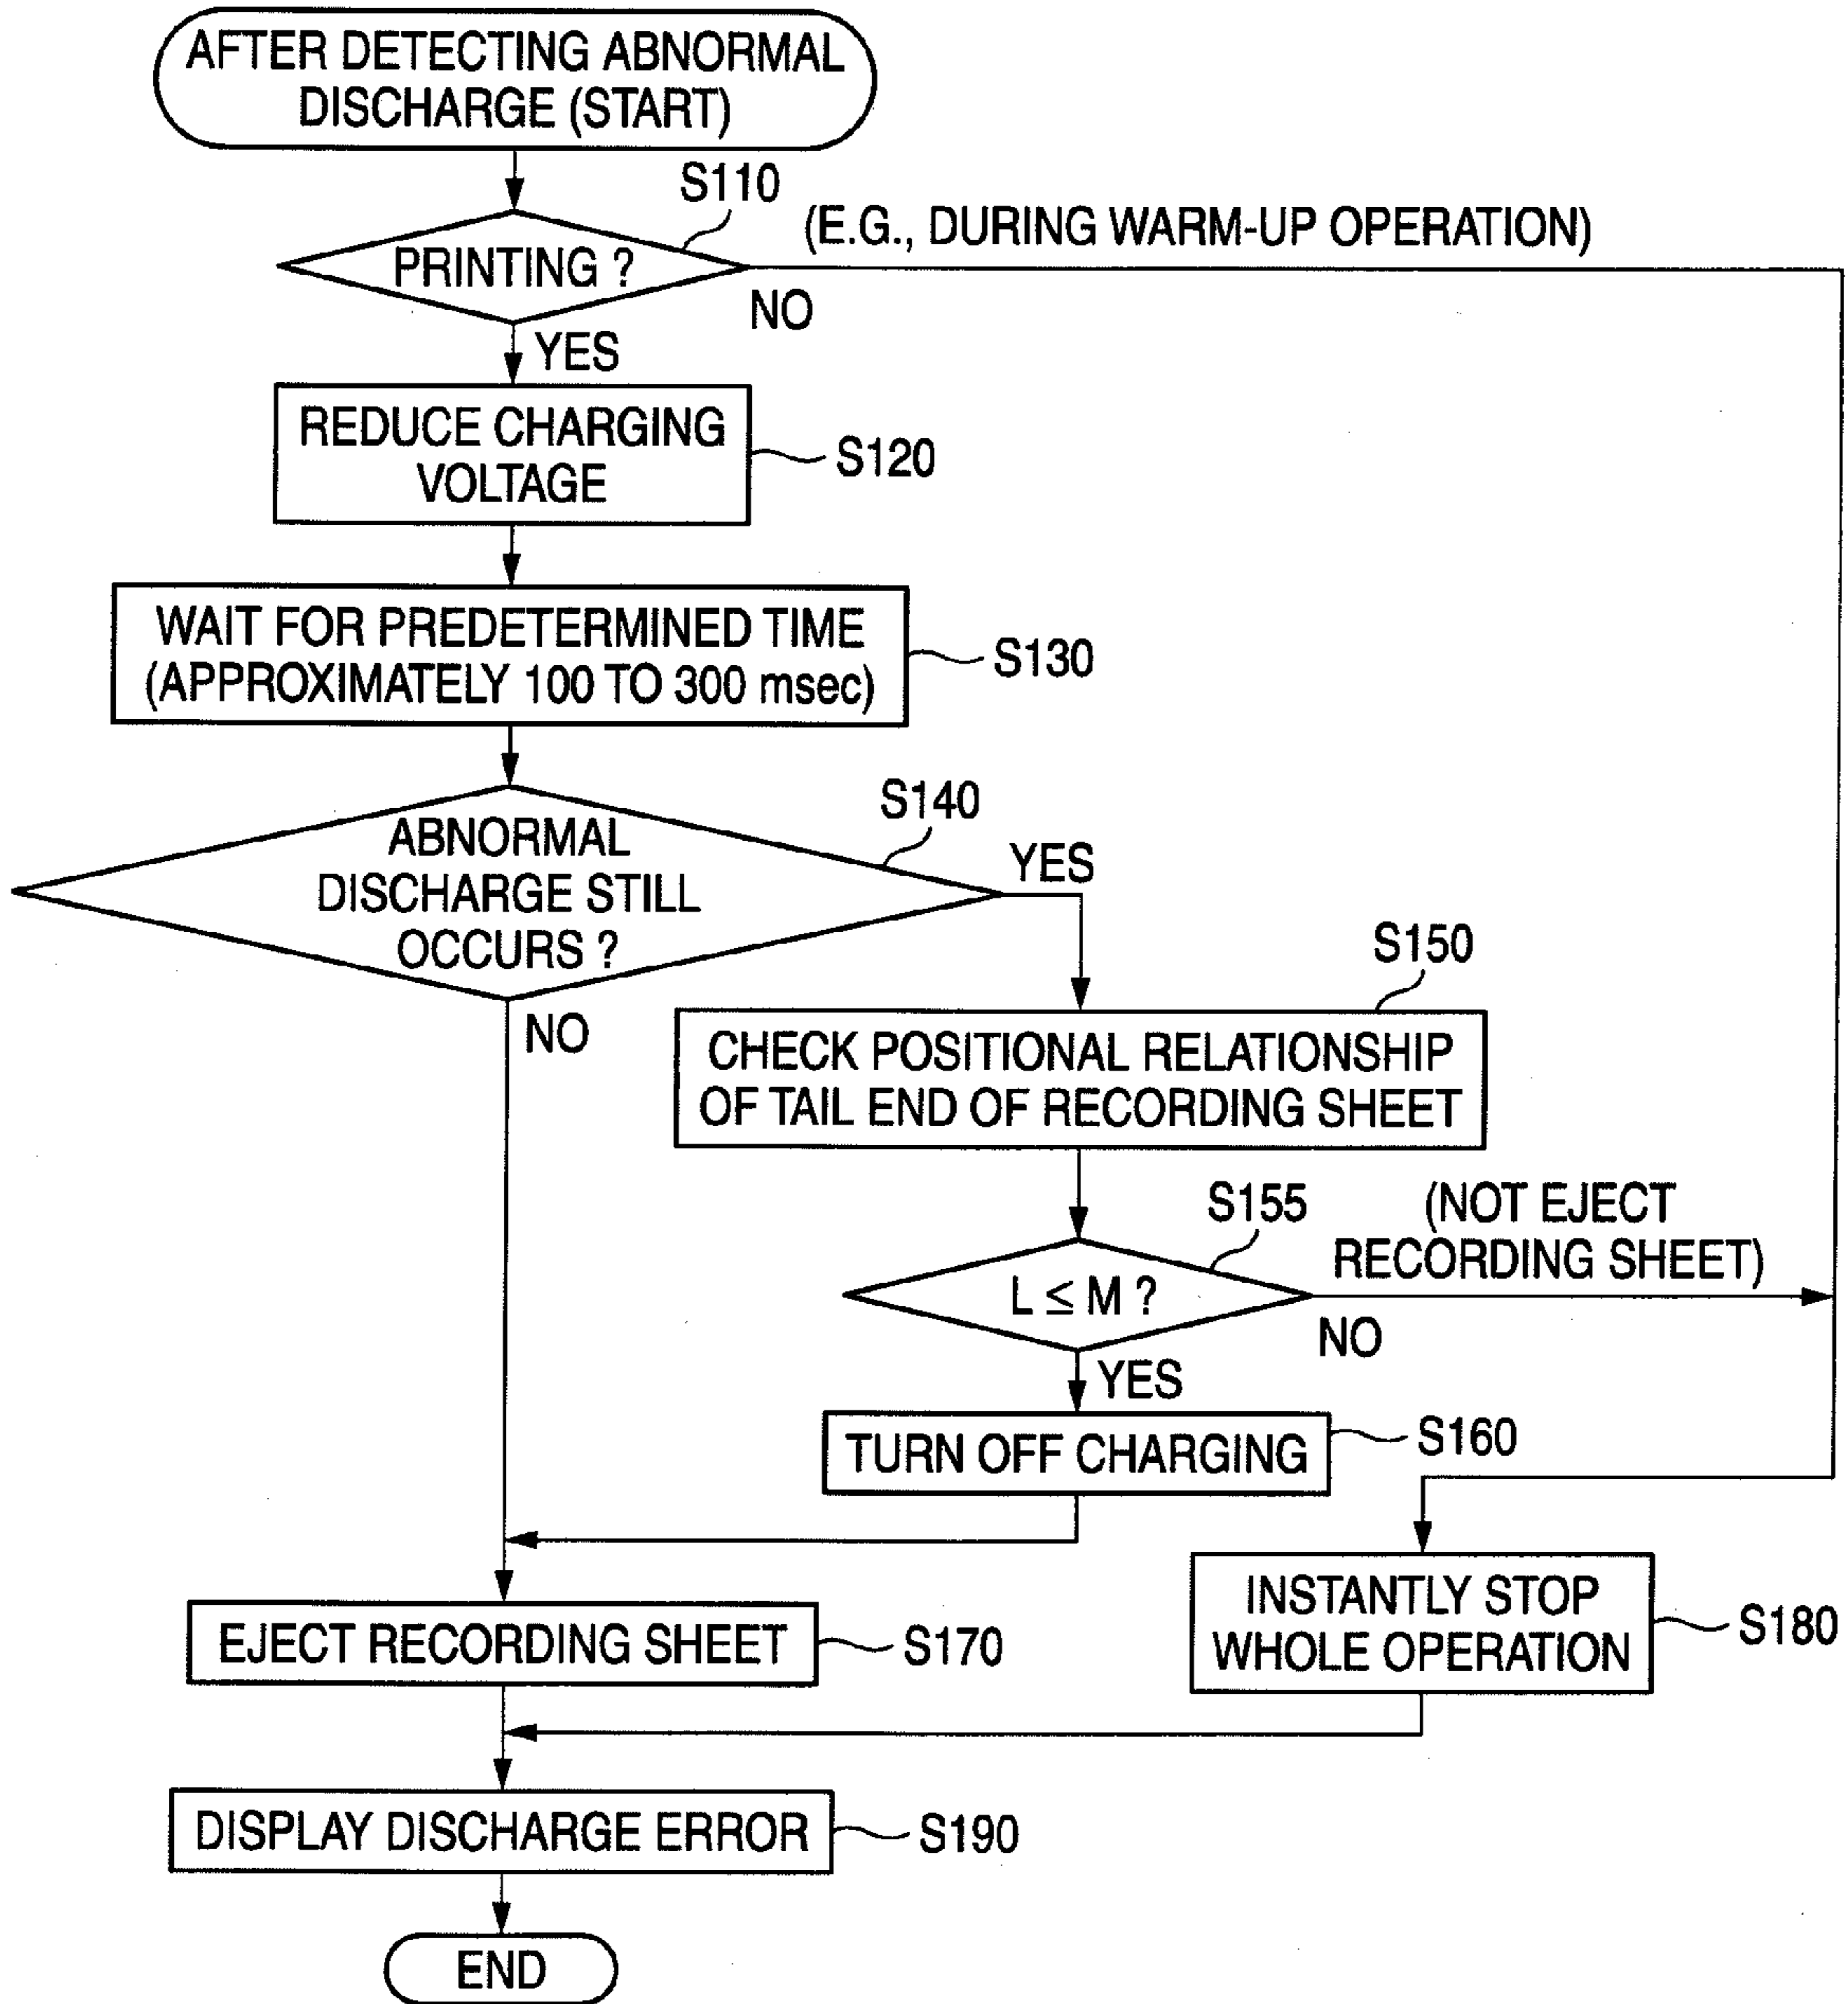 AFTER DETECTING ABNORMAL
DISCHARGE (START)
S110
(E.G., DURING WARM-UP OPERATION)
PRINTING ?
NO
YES
REDUCE CHARGING
VOLTAGE
S120
WAIT FOR PREDETERMINED TIME
(APPROXIMATELY 100 TO 300 msec)
S130
S140
ABNORMAL
DISCHARGE STILL
OCCURS ?
YES
NO
S150
CHECK POSITIONAL RELATIONSHIP
OF TAIL END OF RECORDING SHEET
S155
(NOT EJECT
RECORDING SHEET)
L ≤ M ?
NO
YES
TURN OFF CHARGING
S160
INSTANTLY STOP
WHOLE OPERATION
S180
EJECT RECORDING SHEET
S170
DISPLAY DISCHARGE ERROR
S190
END